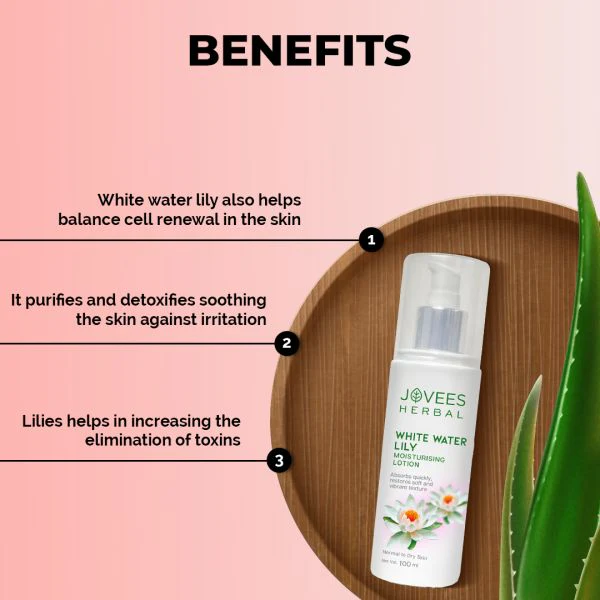 BENEFITS
White water lily also helps
balance cell renewal in the skin
1
It purifies and detoxifies soothing
the skin against irritation
2
Lilies helps in increasing the
elimination of toxins
3
JOVEES
HERBAL
WHITE WATER
LILY
MOISTURISING
LOTION
Absorbs quickly,
restores soft and
vibrant texture
Normal to Dry Skin
Net Vol. 100 ml